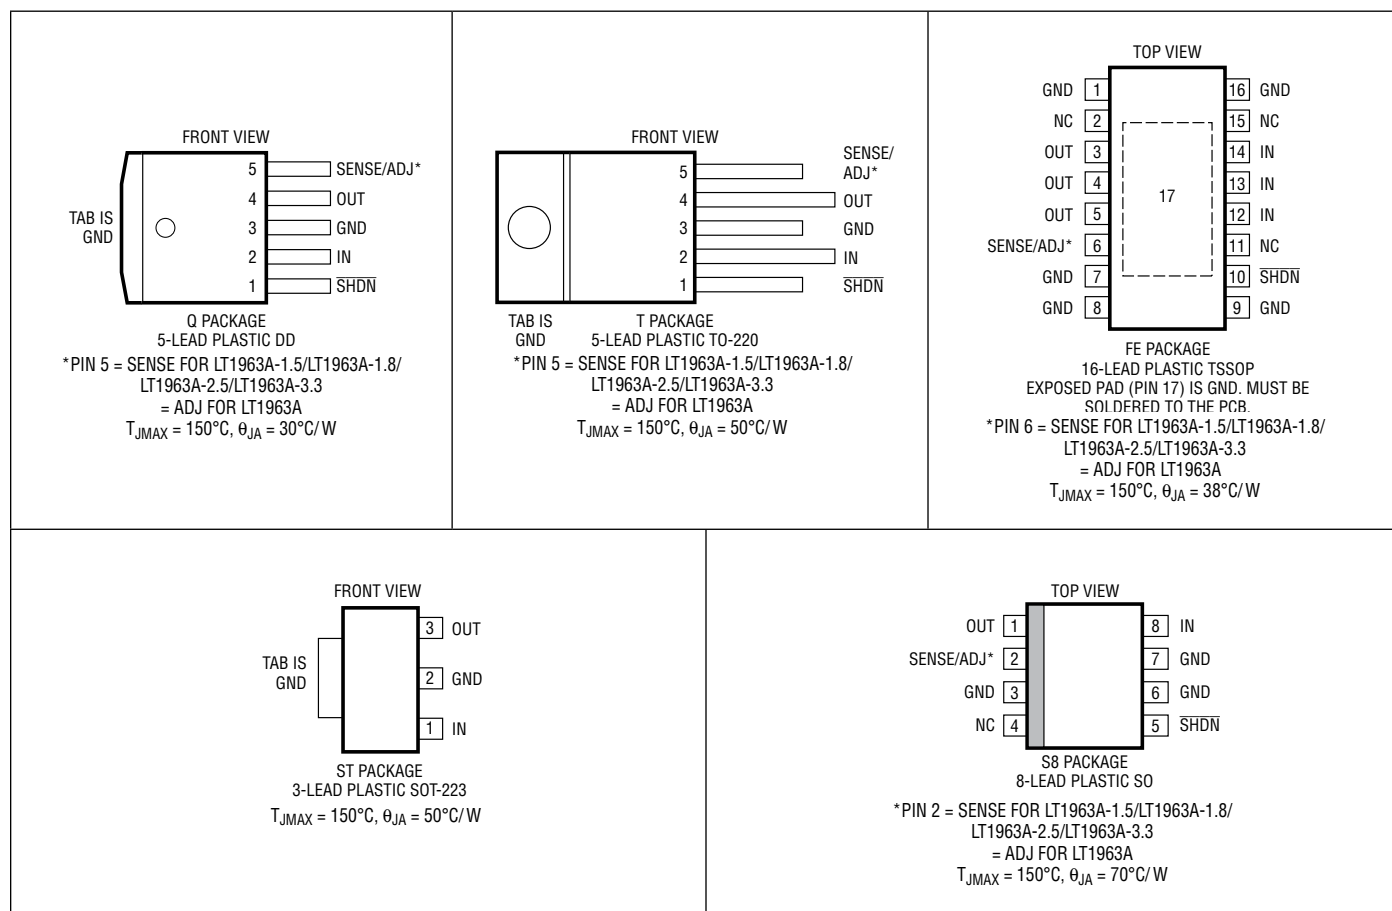 FRONT VIEW
5 SENSE/ADJ*
4 OUT
3 GND
2 IN
1 SHDN
TAB IS
GND
Q PACKAGE
5-LEAD PLASTIC DD
*PIN 5 = SENSE FOR LT1963A-1.5/LT1963A-1.8/
LT1963A-2.5/LT1963A-3.3
= ADJ FOR LT1963A
TJMAX = 150°C, θJA = 30°C/W
FRONT VIEW
SENSE/
ADJ*
5
4 OUT
3 GND
2 IN
1 SHDN
TAB IS
GND
T PACKAGE
5-LEAD PLASTIC TO-220
*PIN 5 = SENSE FOR LT1963A-1.5/LT1963A-1.8/
LT1963A-2.5/LT1963A-3.3
= ADJ FOR LT1963A
TJMAX = 150°C, θJA = 50°C/W
TOP VIEW
GND 1 16 GND
NC 2 15 NC
OUT 3 14 IN
OUT 4 13 IN
17
OUT 5 12 IN
SENSE/ADJ* 6 11 NC
GND 7 10 SHDN
GND 8 9 GND
FE PACKAGE
16-LEAD PLASTIC TSSOP
EXPOSED PAD (PIN 17) IS GND. MUST BE
SOLDERED TO THE PCB.
*PIN 6 = SENSE FOR LT1963A-1.5/LT1963A-1.8/
LT1963A-2.5/LT1963A-3.3
= ADJ FOR LT1963A
TJMAX = 150°C, θJA = 38°C/W
FRONT VIEW
3 OUT
TAB IS
GND
2 GND
1 IN
ST PACKAGE
3-LEAD PLASTIC SOT-223
TJMAX = 150°C, θJA = 50°C/W
TOP VIEW
OUT 1 8 IN
SENSE/ADJ* 2 7 GND
GND 3 6 GND
NC 4 5 SHDN
S8 PACKAGE
8-LEAD PLASTIC SO
*PIN 2 = SENSE FOR LT1963A-1.5/LT1963A-1.8/
LT1963A-2.5/LT1963A-3.3
= ADJ FOR LT1963A
TJMAX = 150°C, θJA = 70°C/W